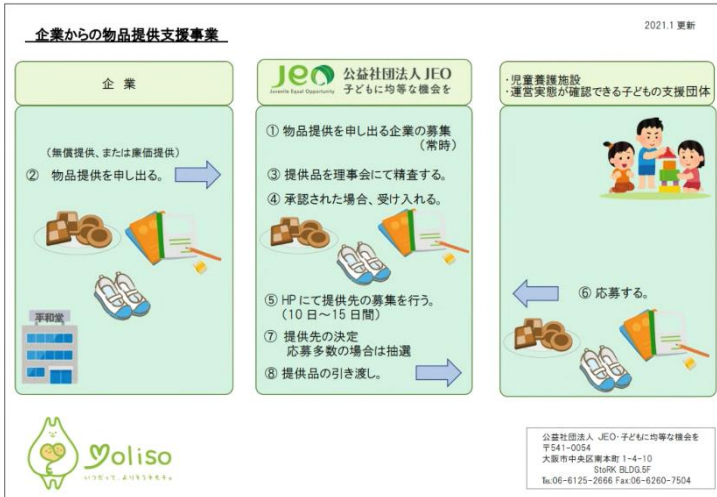 企業からの物品提供支援事業
2021.1 更新
企 業
（無償提供、または廉価提供）
② 物品提供を申し出る。
平和堂
JEO
Juvenile Equal Opportunity
公益社団法人 JEO
子どもに均等な機会を
① 物品提供を申し出る企業の募集
（常時）
③ 提供品を理事会にて精査する。
④ 承認された場合、受け入れる。
⑤ HPにて提供先の募集を行う。
（10日～15日間）
⑦ 提供先の決定
応募多数の場合は抽選
⑧ 提供品の引き渡し。
・児童養護施設
・運営実態が確認できる子どもの支援団体
⑥ 応募する。
yoliso
いつだって、よりそうキモチ。
公益社団法人 JEO・子どもに均等な機会を
〒541-0054
大阪市中央区南本町 1-4-10
StoRK BLDG.5F
℡:06-6125-2666 Fax:06-6260-7504